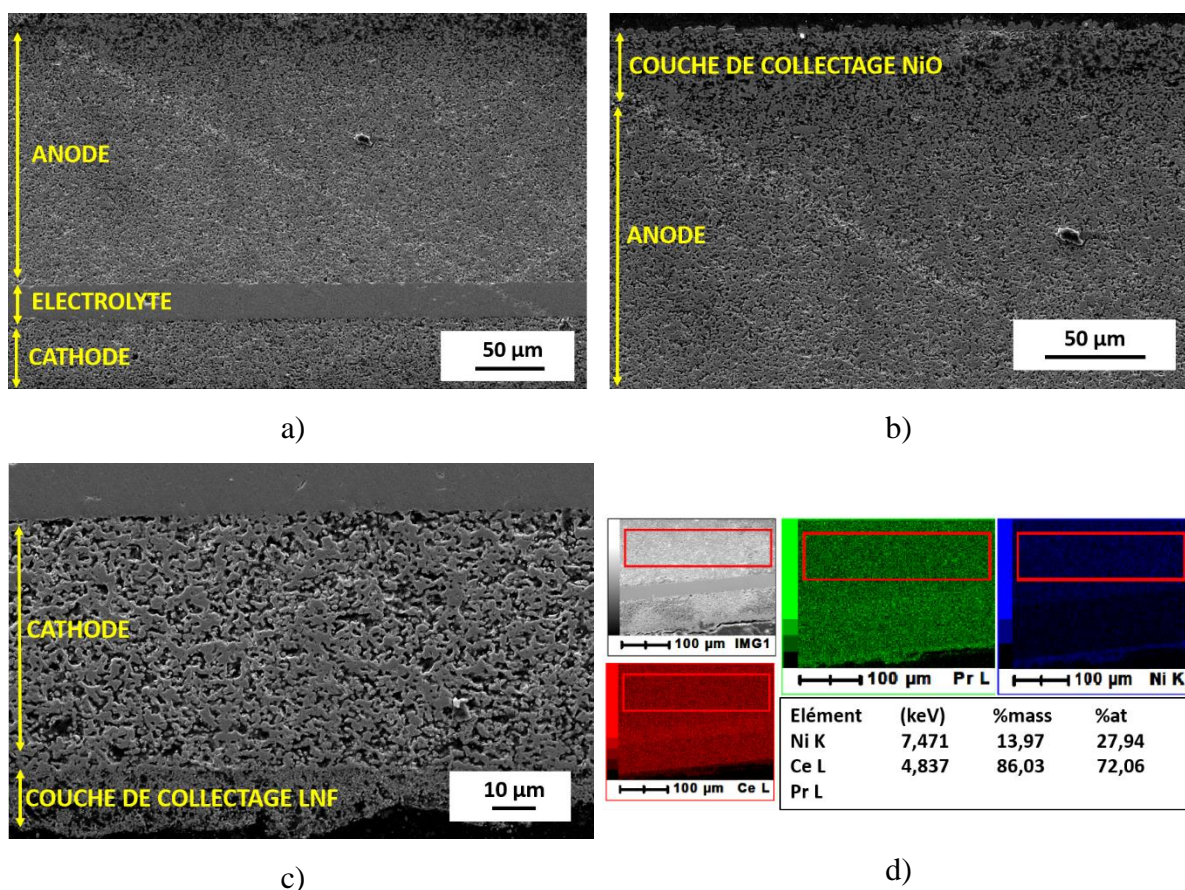 ANODE
ELECTROLYTE
CATHODE
50 µm
a)
COUCHE DE COLLECTAGE NiO
ANODE
50 µm
b)
CATHODE
COUCHE DE COLLECTAGE LNF
10 µm
c)
100 µm IMG1
100 µm Pr L
100 µm Ni K
100 µm Ce L
Elément (keV) %mass %at
Ni K 7,471 13,97 27,94
Ce L 4,837 86,03 72,06
Pr L
d)